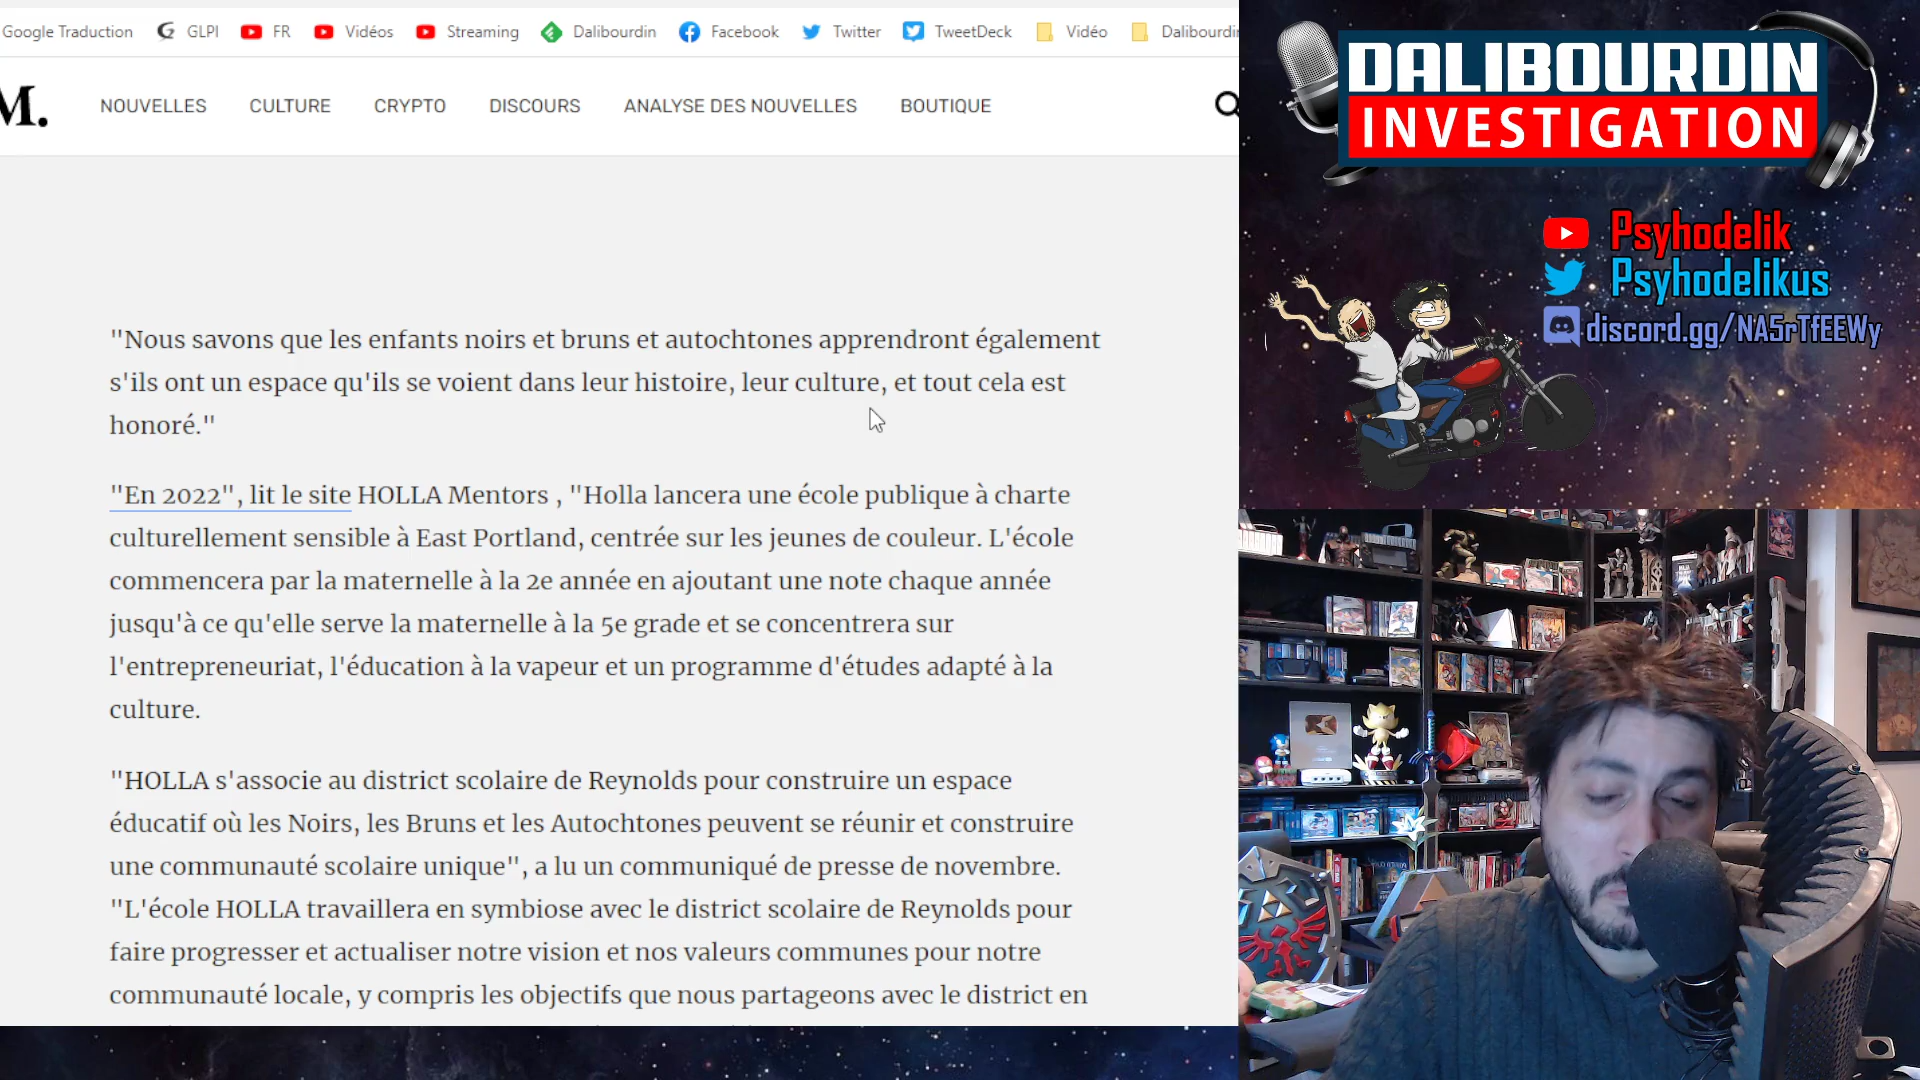 Google Traduction GLPI FR Vidéos Streaming Dalibourdin Facebook Twitter TweetDeck Vidéo Dalibourdin
M. NOUVELLES CULTURE CRYPTO DISCOURS ANALYSE DES NOUVELLES BOUTIQUE
"Nous savons que les enfants noirs et bruns et autochtones apprendront également
s'ils ont un espace qu'ils se voient dans leur histoire, leur culture, et tout cela est
honoré."
"En 2022", lit le site HOLLA Mentors , "Holla lancera une école publique à charte
culturellement sensible à East Portland, centrée sur les jeunes de couleur. L'école
commencera par la maternelle à la 2e année en ajoutant une note chaque année
jusqu'à ce qu'elle serve la maternelle à la 5e grade et se concentrera sur
l'entrepreneuriat, l'éducation à la vapeur et un programme d'études adapté à la
culture.
"HOLLA s'associe au district scolaire de Reynolds pour construire un espace
éducatif où les Noirs, les Bruns et les Autochtones peuvent se réunir et construire
une communauté scolaire unique", a lu un communiqué de presse de novembre.
"L'école HOLLA travaillera en symbiose avec le district scolaire de Reynolds pour
faire progresser et actualiser notre vision et nos valeurs communes pour notre
communauté locale, y compris les objectifs que nous partageons avec le district en
DALIBOURDIN
INVESTIGATION
Psyhodelik
Psyhodelikus
discord.gg/NA5rTfEEWy